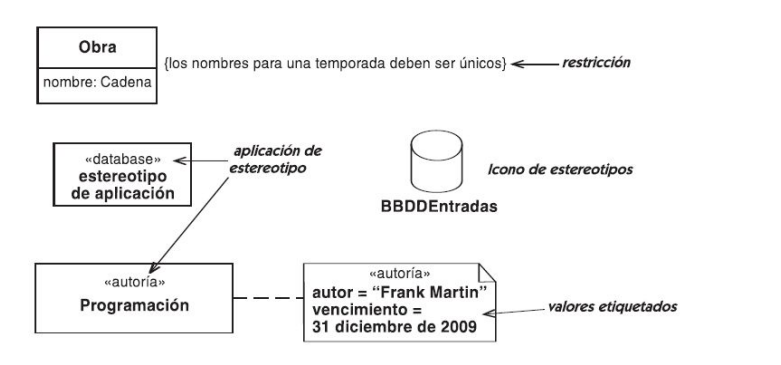 Obra
nombre: Cadena
{los nombres para una temporada deben ser únicos}
restricción
«database»
estereotipo
de aplicación
aplicación de
estereotipo
Icono de estereotipos
BBDDEntradas
«autoría»
Programación
«autoría»
autor = “Frank Martin”
vencimiento =
31 diciembre de 2009
valores etiquetados